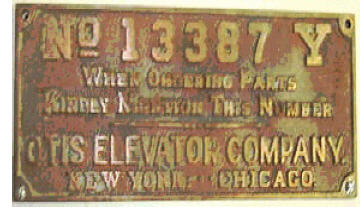 No 13387 Y
WHEN ORDERING PARTS
KINDLY MENTION THIS NUMBER
OTIS ELEVATOR COMPANY.
NEW YORK - CHICAGO